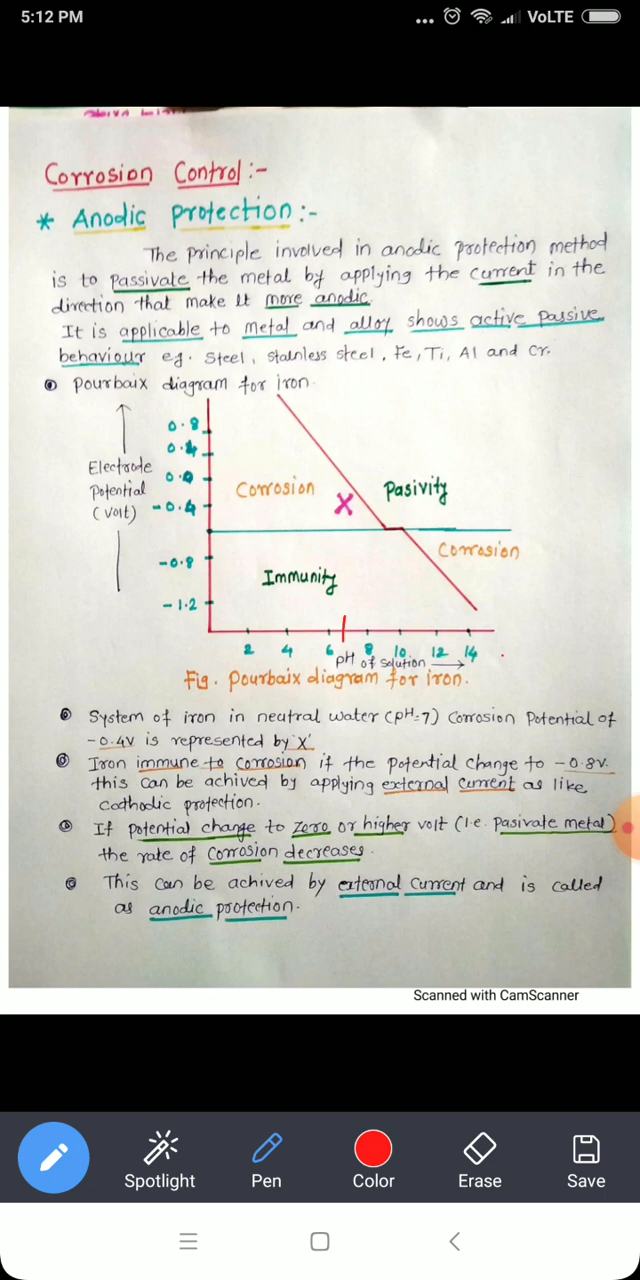 5:12 PM
... VoLTE
Corrosion Control :-
* Anodic Protection :-
The principle involved in anodic protection method
is to passivate the metal by applying the current in the
direction that make it more anodic.
It is applicable to metal and alloy shows active passive
behaviour eg. Steel, stainless steel, Fe, Ti, Al and Cr.
Pourbaix diagram for iron.
0.8
0.4
0.0
-0.4
-0.8
-1.2
Electrode
Potential
(volt)
Corrosion
X
Pasivity
Corrosion
Immunity
2 4 6 8 10 12 14
pH of solution
Fig. Pourbaix diagram for iron.
System of iron in neutral water (pH=7) Corrosion Potential of
-0.4V is represented by 'X'
Iron immune to corrosion if the potential change to -0.8V.
this can be achived by applying external current as like
cathodic protection.
If potential change to zero or higher volt (i.e. pasivate metal)
the rate of corrosion decreases.
This can be achived by external current and is called
as anodic protection.
Scanned with CamScanner
Spotlight
Pen
Color
Erase
Save